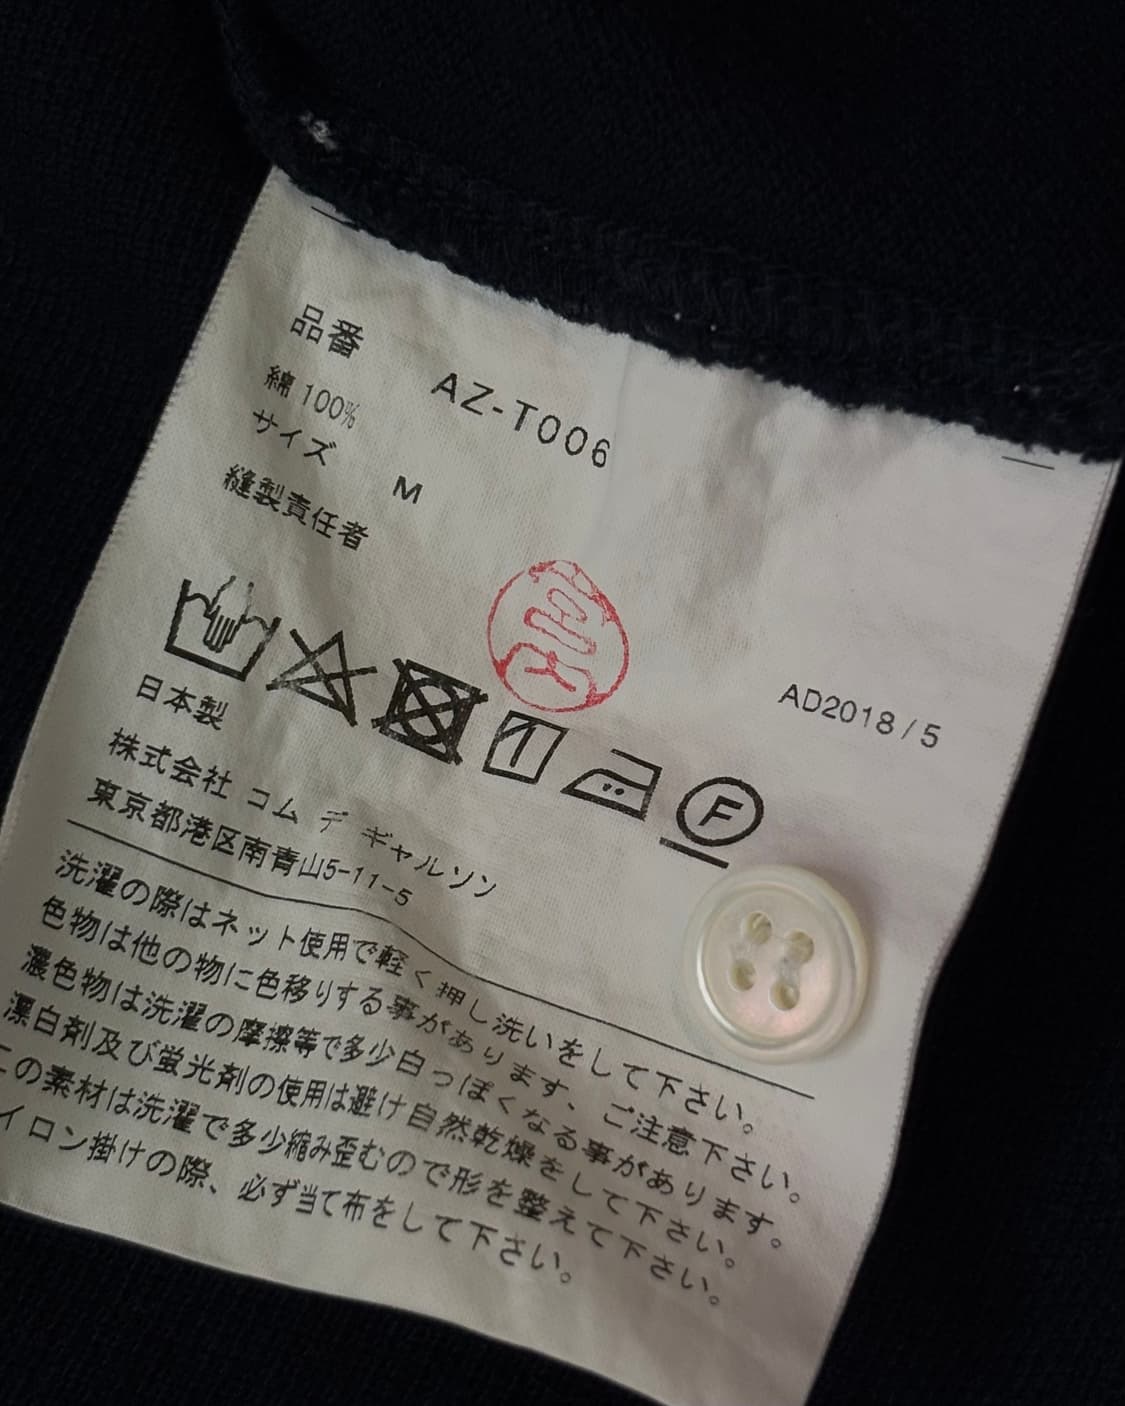 品番 AZ-T006
綿 100%
サイズ M
縫製責任者
AD2018/5
F
日本製
株式会社 コム デ ギャルソン
東京都港区南青山5-11-5
洗濯の際はネット使用で軽く押し洗いをして下さい。
色物は他の物に色移りする事があります、ご注意下さい。
濃色物は洗濯の摩擦等で多少白っぽくなる事があります。
漂白剤及び蛍光剤の使用は避け自然乾燥をして下さい。
この素材は洗濯で多少縮み歪むので形を整えて下さい。
イロン掛けの際、必ず当て布をして下さい。